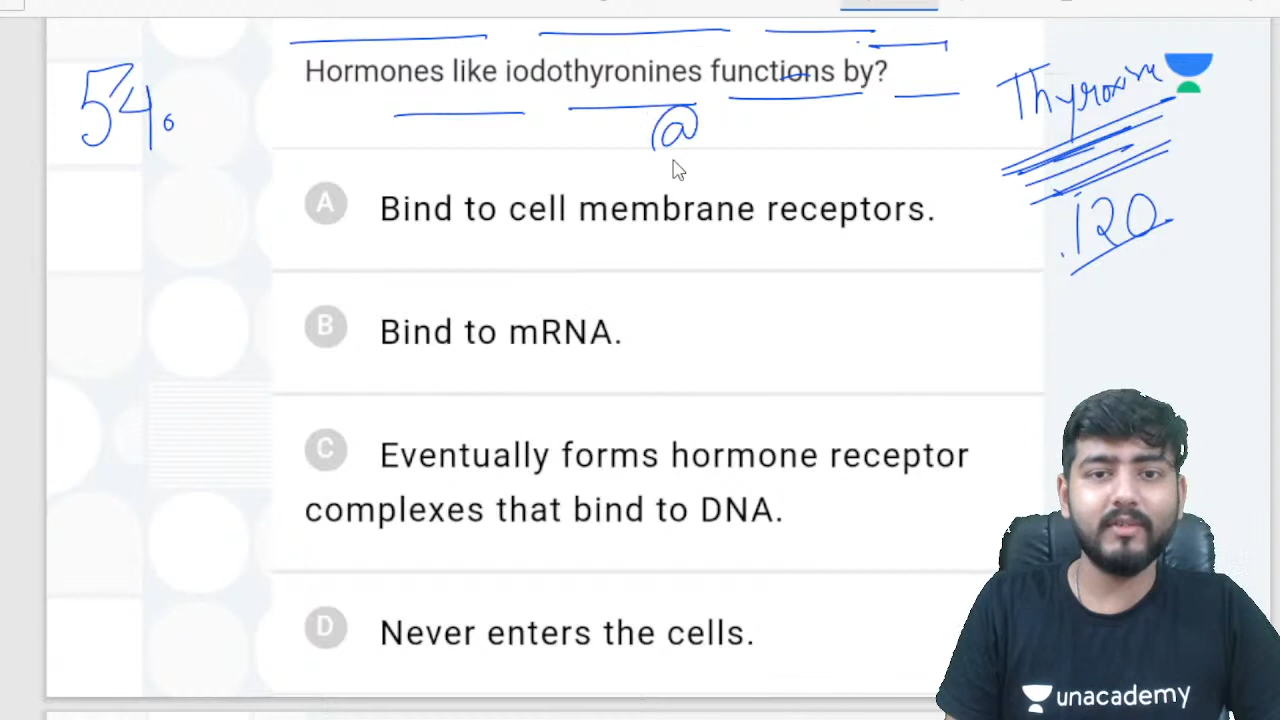 54.
Hormones like iodothyronines functions by?
@
Thyroxine
.120
A Bind to cell membrane receptors.
B Bind to mRNA.
C Eventually forms hormone receptor
complexes that bind to DNA.
D Never enters the cells.
unacademy